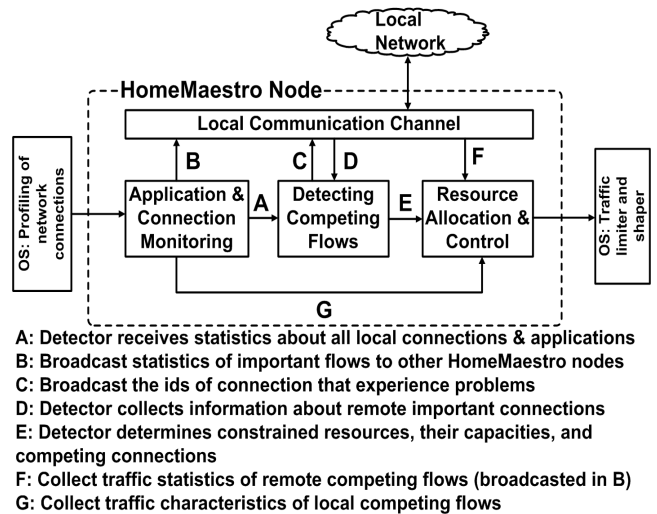 Local
Network
HomeMaestro Node
Local Communication Channel
B
C
D
F
OS: Profiling of
network
connections
Application &
Connection
Monitoring
A
Detecting
Competing
Flows
E
Resource
Allocation &
Control
OS: Traffic
limiter and
shaper
G
A: Detector receives statistics about all local connections & applications
B: Broadcast statistics of important flows to other HomeMaestro nodes
C: Broadcast the ids of connection that experience problems
D: Detector collects information about remote important connections
E: Detector determines constrained resources, their capacities, and
competing connections
F: Collect traffic statistics of remote competing flows (broadcasted in B)
G: Collect traffic characteristics of local competing flows